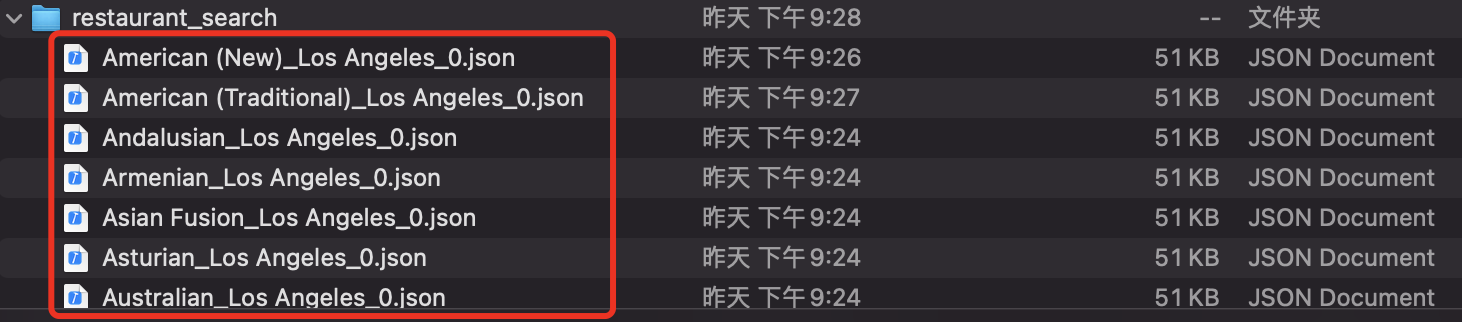 restaurant_search 昨天 下午9:28 -- 文件夹
American (New)_Los Angeles_0.json 昨天 下午9:26 51 KB JSON Document
American (Traditional)_Los Angeles_0.json 昨天 下午9:27 51 KB JSON Document
Andalusian_Los Angeles_0.json 昨天 下午9:24 51 KB JSON Document
Armenian_Los Angeles_0.json 昨天 下午9:24 51 KB JSON Document
Asian Fusion_Los Angeles_0.json 昨天 下午9:24 51 KB JSON Document
Asturian_Los Angeles_0.json 昨天 下午9:24 51 KB JSON Document
Australian_Los Angeles_0.json 昨天 下午9:24 51 KB JSON Document